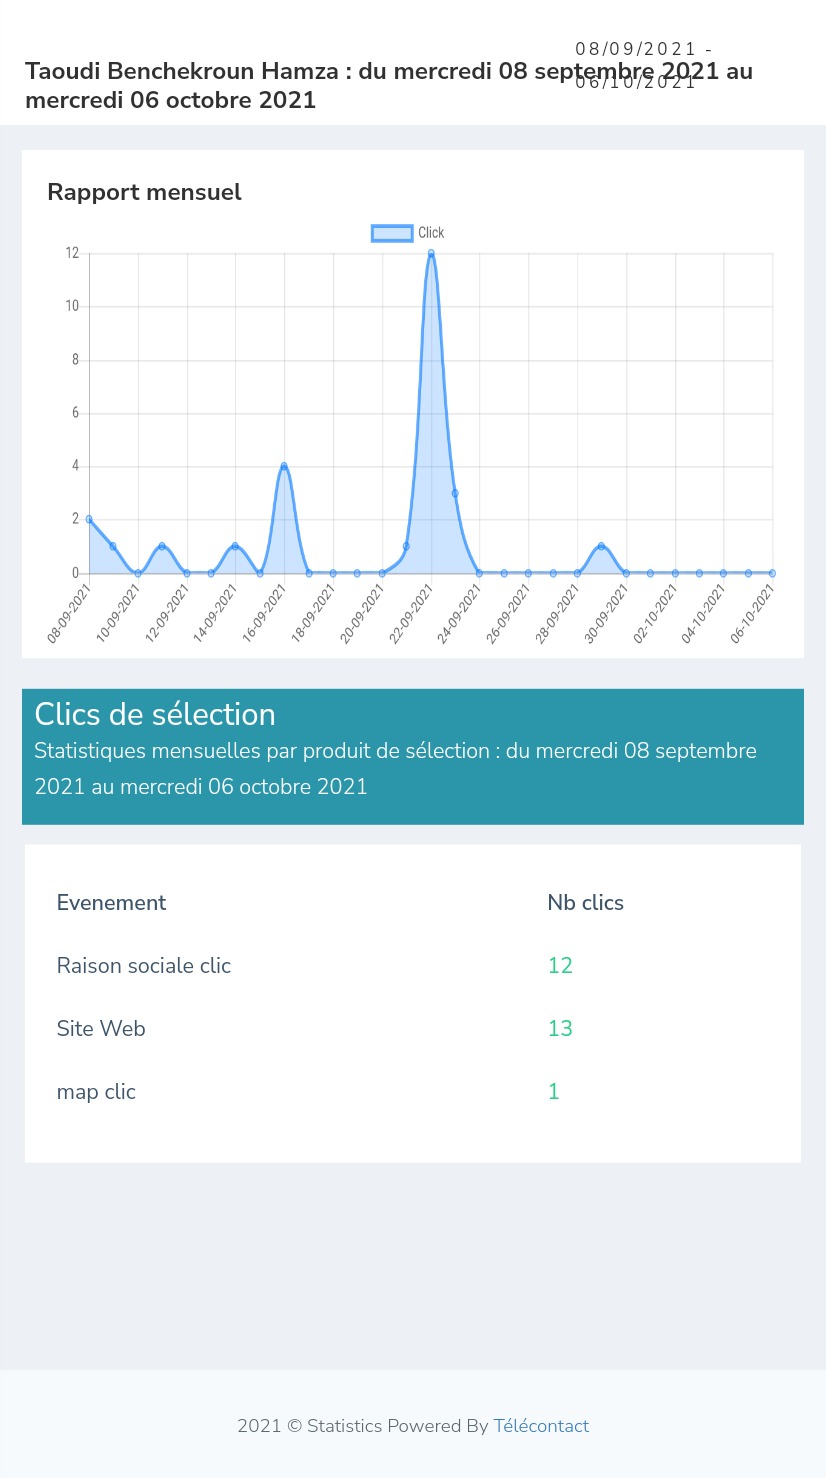 08/09/2021 -
06/10/2021
Taoudi Benchekroun Hamza : du mercredi 08 septembre 2021 au
mercredi 06 octobre 2021
Rapport mensuel
Click
12
10
8
6
4
2
0
08-09-2021
10-09-2021
12-09-2021
14-09-2021
16-09-2021
18-09-2021
20-09-2021
22-09-2021
24-09-2021
26-09-2021
28-09-2021
30-09-2021
02-10-2021
04-10-2021
06-10-2021
Clics de sélection
Statistiques mensuelles par produit de sélection : du mercredi 08 septembre
2021 au mercredi 06 octobre 2021
Evenement Nb clics
Raison sociale clic 12
Site Web 13
map clic 1
2021 © Statistics Powered By Télécontact